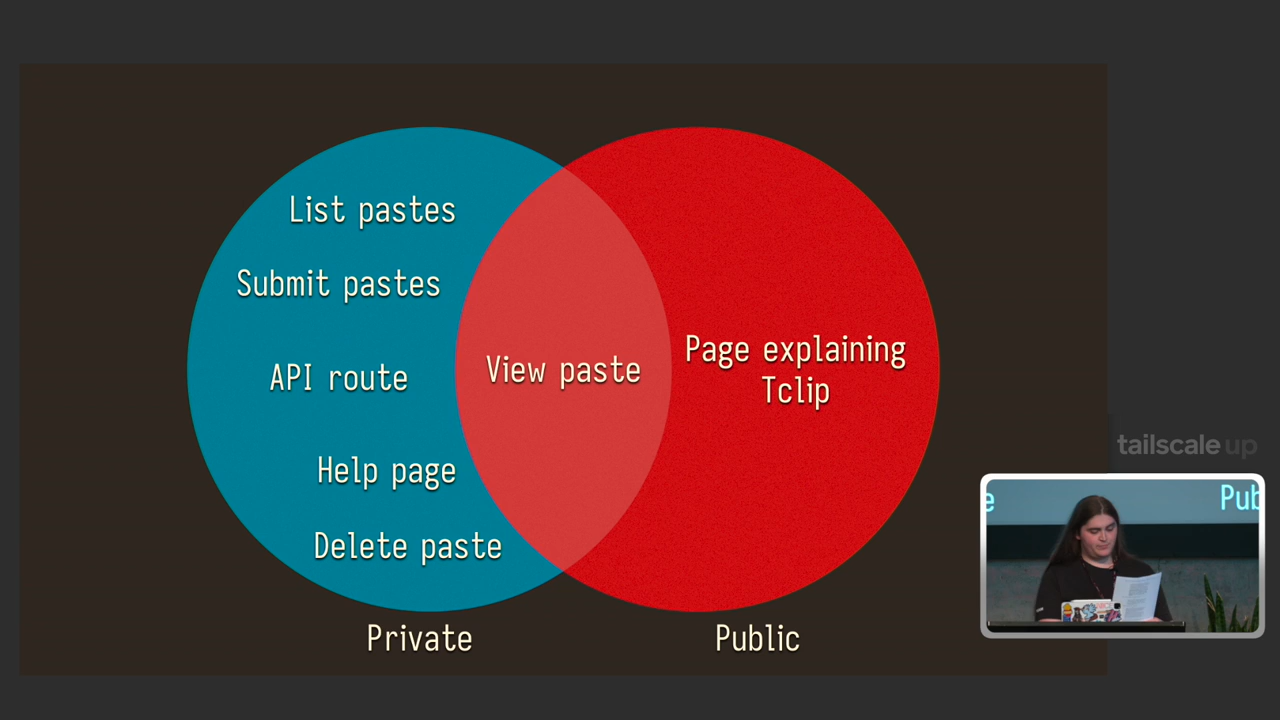 List pastes
Submit pastes
API route
Help page
Delete paste
View paste
Page explaining
Tclip
Private
Public
tailscale up
e
Pub